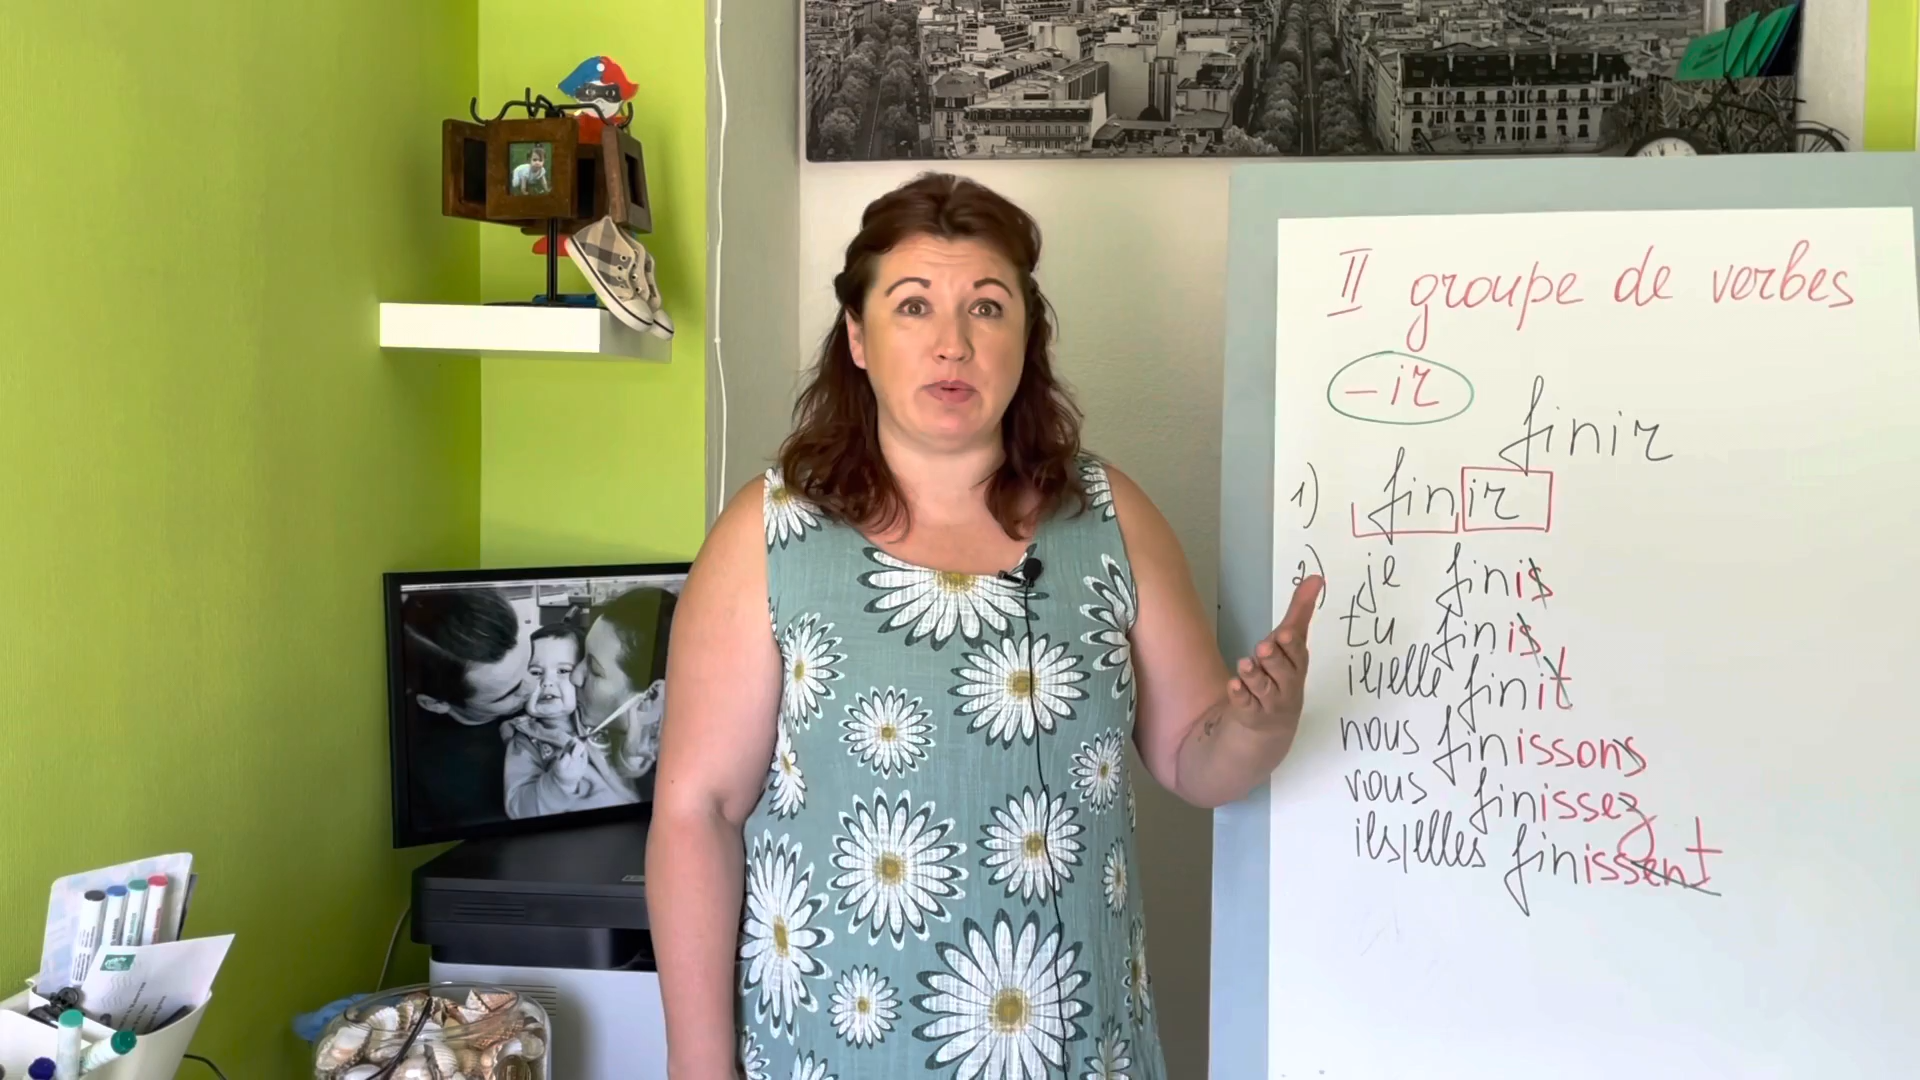 II groupe de verbes
-ir
finir
1) finir
2) je finis
tu finis
il/elle finit
nous finissons
vous finissez
ils/elles finissent